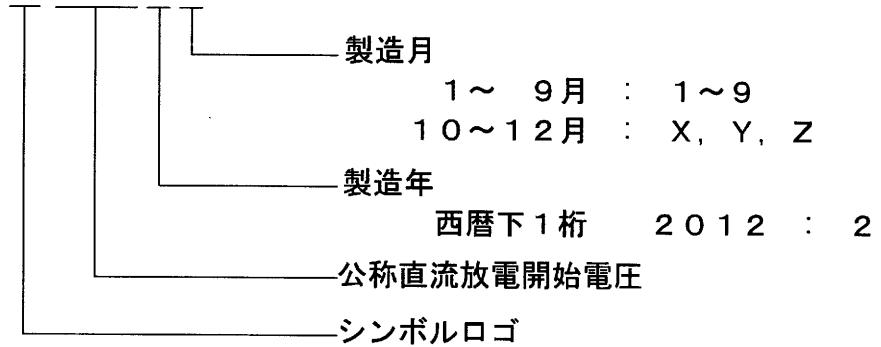 製造月
1~ 9月 : 1~9
10~12月 : X, Y, Z
製造年
西暦下1桁 2012 : 2
公称直流放電開始電圧
シンボルロゴ